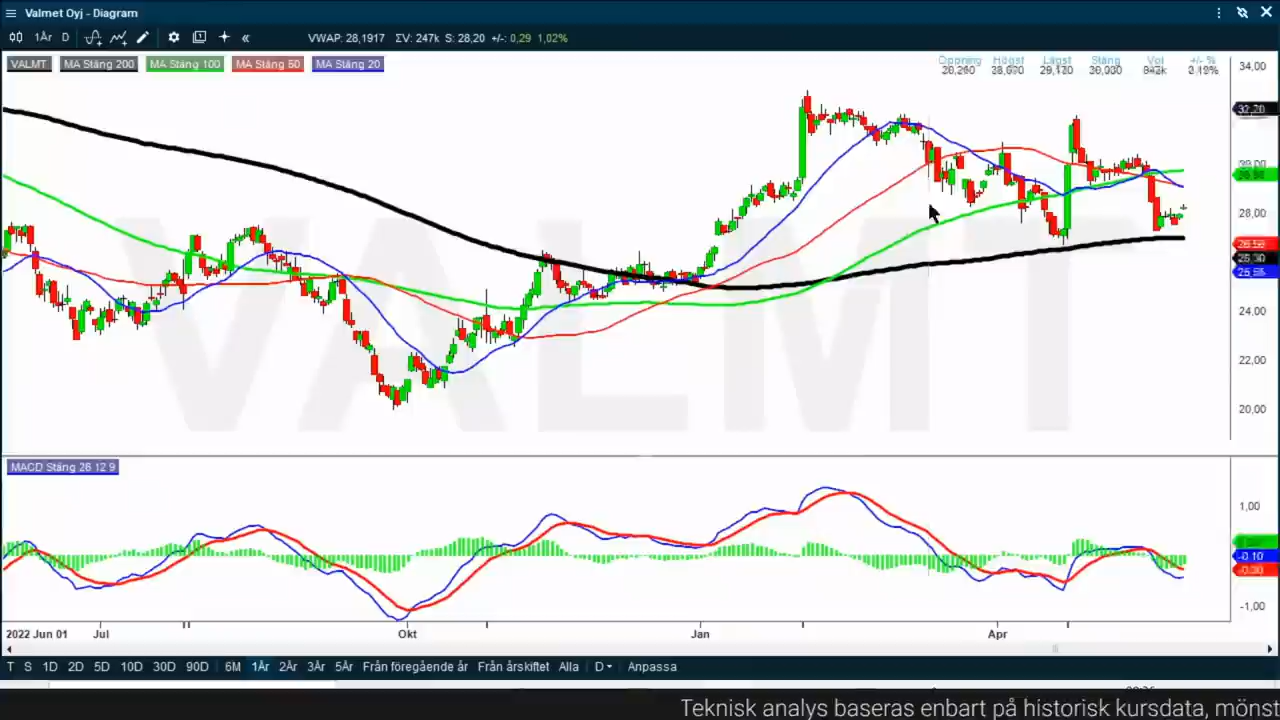 Valmet Oyj - Diagram
1År D VWAP: 28,1917 ΣV: 247k S: 28,20 +/-: 0,29 1,02%
VALMT MA Stäng 200 MA Stäng 100 MA Stäng 50 MA Stäng 20
Öppning Högst Lägst Stäng Vol +/- %
34,00
32,20
28,00
24,00
22,00
20,00
VALMT
MACD Stäng 26 12 9
1,00
-0,10
-1,00
2022 Jun 01 Jul Okt Jan Apr
T S 1D 2D 5D 10D 30D 90D 6M 1År 2År 3År 5År Från föregående år Från årskiftet Alla D Anpassa
Teknisk analys baseras enbart på historisk kursdata, mönst